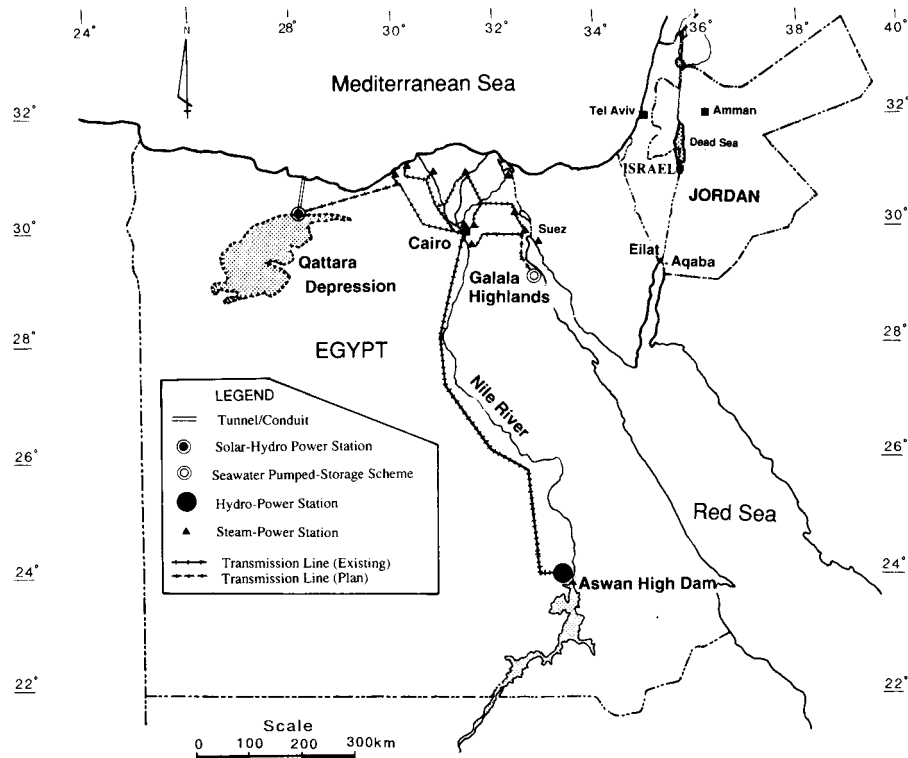 24°
N
28°
30°
32°
34°
36°
38°
40°
Mediterranean Sea
32°
Tel Aviv
Amman
32°
Dead Sea
ISRAEL
JORDAN
30°
Cairo
Suez
30°
Qattara
Depression
Galala
Highlands
Eilat
Aqaba
28°
28°
EGYPT
Nile River
LEGEND
Tunnel/Conduit
Solar-Hydro Power Station
Seawater Pumped-Storage Scheme
Hydro-Power Station
Steam-Power Station
Transmission Line (Existing)
Transmission Line (Plan)
26°
26°
Red Sea
24°
Aswan High Dam
24°
22°
22°
Scale
0 100 200 300km